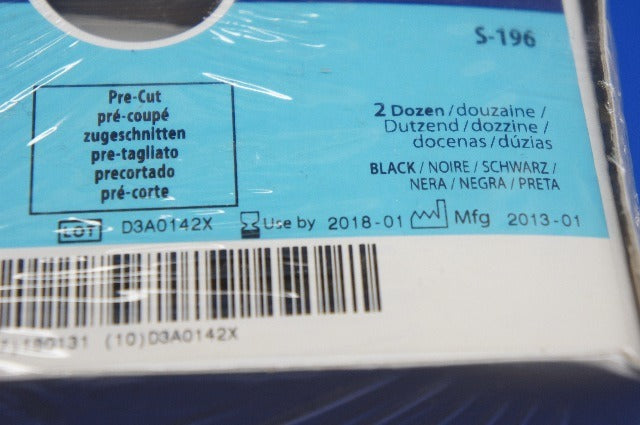 S-196
Pre-Cut
pré-coupé
zugeschnitten
pre-tagliato
precortado
pré-corte
2 Dozen / douzaine /
Dutzend / dozzine /
docenas / dúzias
BLACK / NOIRE / SCHWARZ /
NERA / NEGRA / PRETA
LOT D3A0142X Use by 2018-01 Mfg 2013-01
180131 (10)D3A0142X